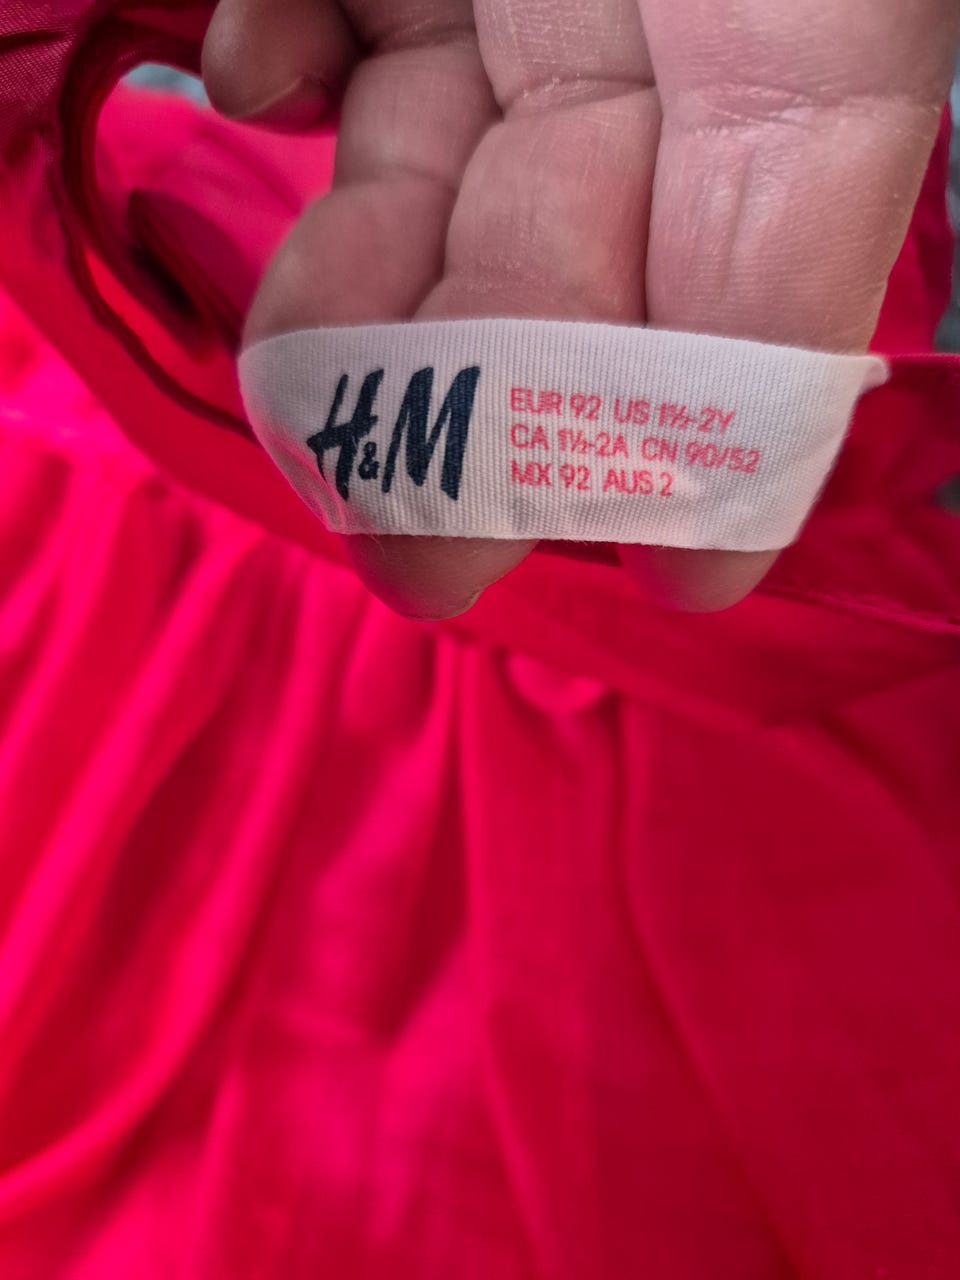 H&M
EUR 92 US 1½-2Y
CA 1½-2A CN 90/52
MX 92 AUS 2